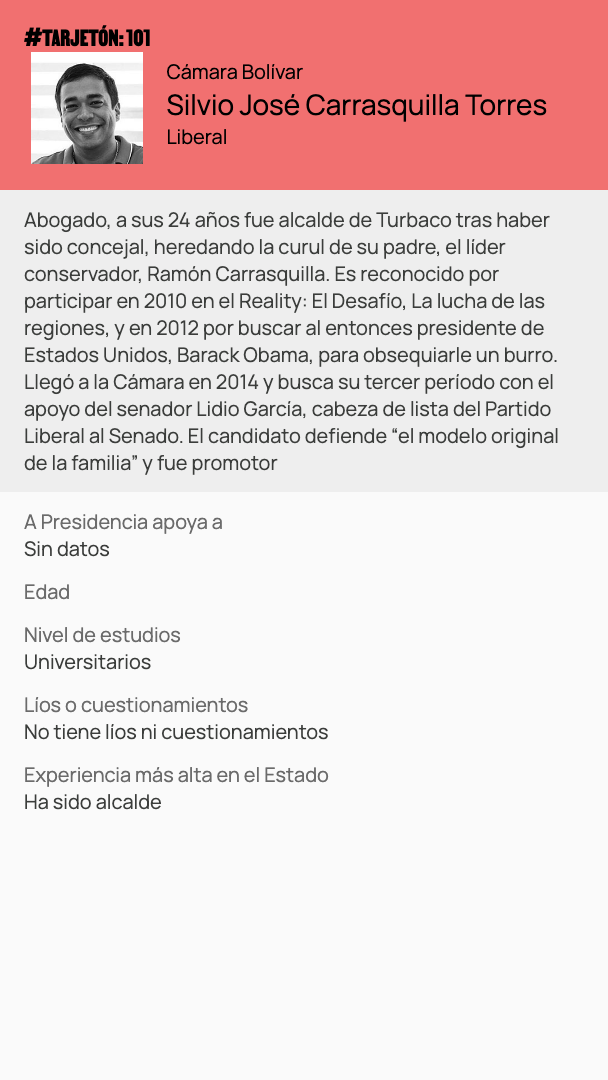 #TARJETÓN: 101
Cámara Bolívar
Silvio José Carrasquilla Torres
Liberal
Abogado, a sus 24 años fue alcalde de Turbaco tras haber
sido concejal, heredando la curul de su padre, el líder
conservador, Ramón Carrasquilla. Es reconocido por
participar en 2010 en el Reality: El Desafío, La lucha de las
regiones, y en 2012 por buscar al entonces presidente de
Estados Unidos, Barack Obama, para obsequiarle un burro.
Llegó a la Cámara en 2014 y busca su tercer período con el
apoyo del senador Lidio García, cabeza de lista del Partido
Liberal al Senado. El candidato defiende “el modelo original
de la familia” y fue promotor
A Presidencia apoya a
Sin datos
Edad
Nivel de estudios
Universitarios
Líos o cuestionamientos
No tiene líos ni cuestionamientos
Experiencia más alta en el Estado
Ha sido alcalde